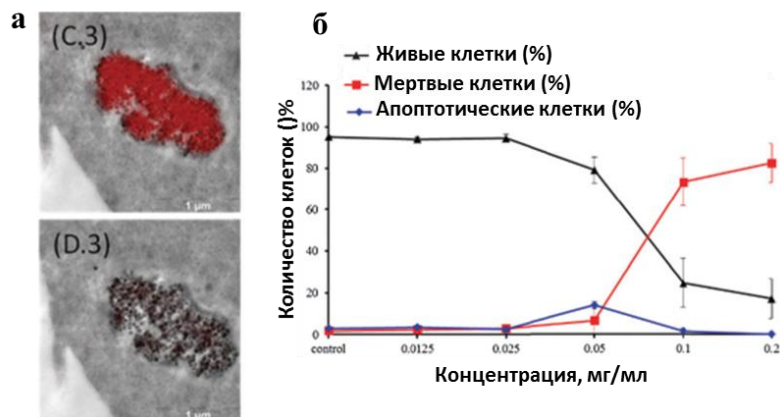 а
(C.3)
1 µm
(D.3)
1 µm
б
Живые клетки (%)
Мертвые клетки (%)
Апоптотические клетки (%)
Количество клеток ()%
120
100
80
60
40
20
0
control 0.0125 0.025 0.05 0.1 0.2
Концентрация, мг/мл